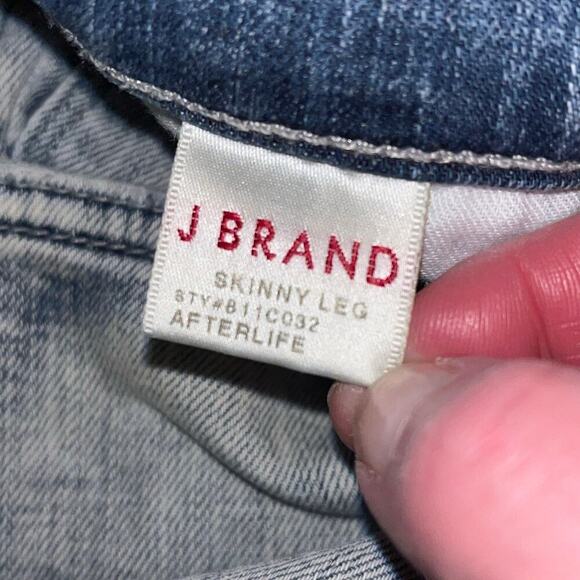 J BRAND
SKINNY LEG
STY#811C032
AFTERLIFE